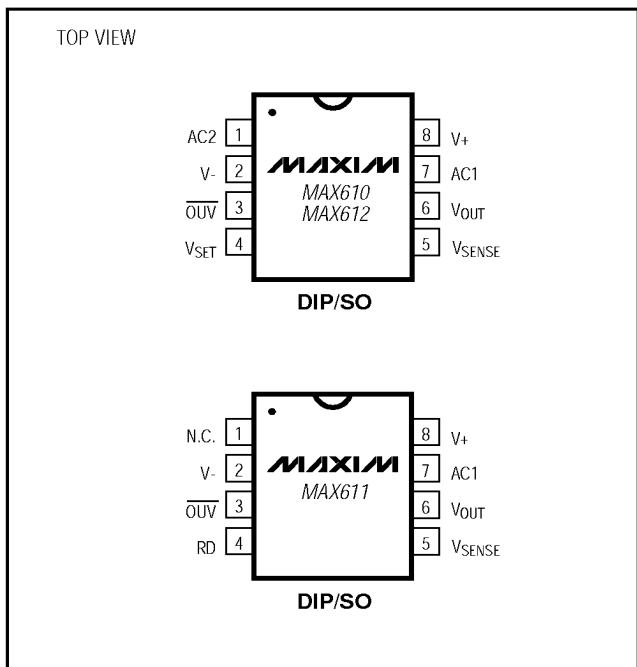 TOP VIEW
AC2 1 8 V+
V- 2 MAXIM 7 AC1
OUV 3 MAX610 6 VOUT
MAX612
VSET 4 5 VSENSE
DIP/SO
N.C. 1 8 V+
V- 2 MAXIM 7 AC1
OUV 3 MAX611 6 VOUT
RD 4 5 VSENSE
DIP/SO